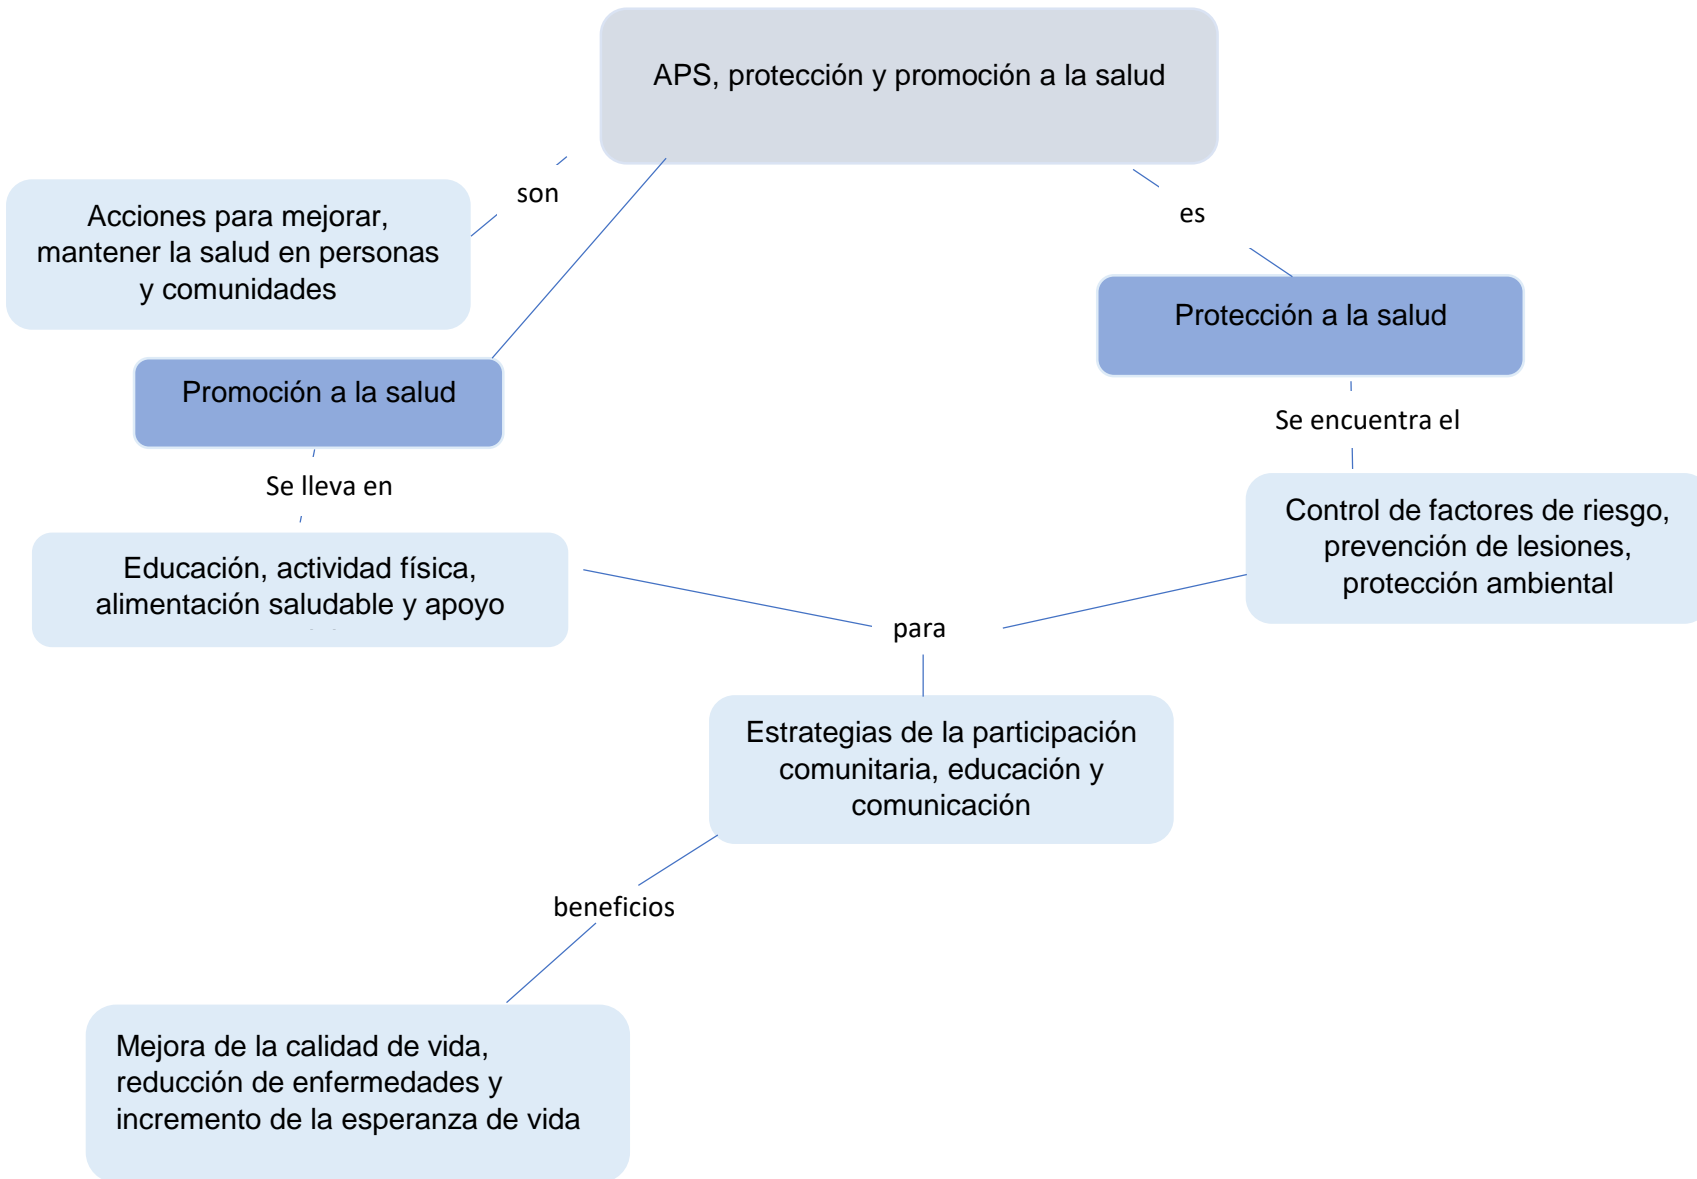 APS, protección y promoción a la salud
son
es
Acciones para mejorar,
mantener la salud en personas
y comunidades
Protección a la salud
Promoción a la salud
Se encuentra el
Se lleva en
Control de factores de riesgo,
prevención de lesiones,
protección ambiental
Educación, actividad física,
alimentación saludable y apoyo
para
Estrategias de la participación
comunitaria, educación y
comunicación
beneficios
Mejora de la calidad de vida,
reducción de enfermedades y
incremento de la esperanza de vida